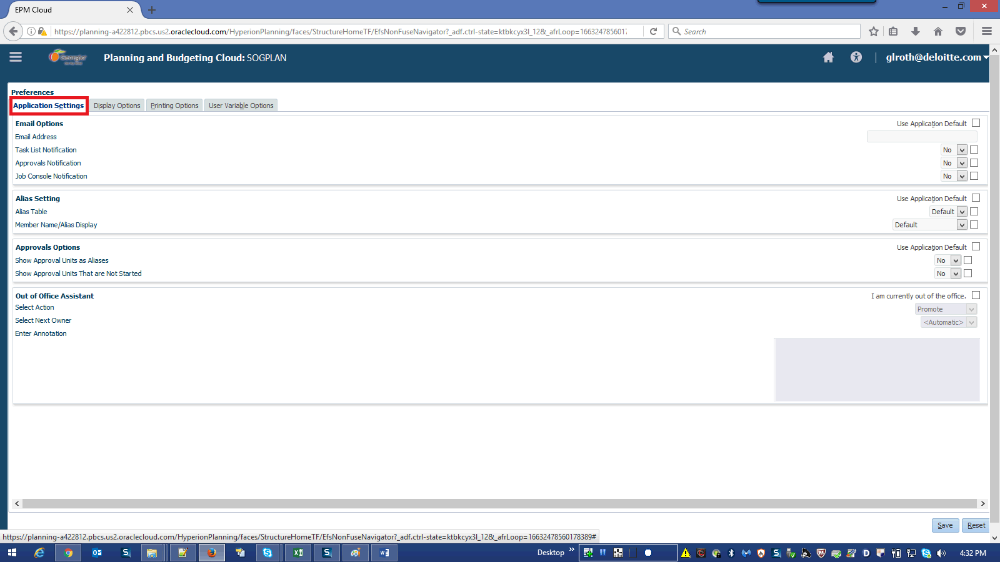 EPM Cloud
https://planning-a422812.pbcs.us2.oraclecloud.com/HyperionPlanning/faces/StructureHomeTF/EfsNonFuseNavigator?_adf.ctrl-state=ktbkcyx3l_12&_afrLoop=1663247856017
Search
Georgia
Planning and Budgeting Cloud: SOGPLAN
glroth@deloitte.com
Preferences
Application Settings Display Options Printing Options User Variable Options
Email Options Use Application Default
Email Address
Task List Notification No
Approvals Notification No
Job Console Notification No
Alias Setting Use Application Default
Alias Table Default
Member Name/Alias Display Default
Approvals Options Use Application Default
Show Approval Units as Aliases No
Show Approval Units That are Not Started No
Out of Office Assistant I am currently out of the office.
Select Action Promote
Select Next Owner <Automatic>
Enter Annotation
Save Reset
https://planning-a422812.pbcs.us2.oraclecloud.com/HyperionPlanning/faces/StructureHomeTF/EfsNonFuseNavigator?_adf.ctrl-state=ktbkcyx3l_12&_afrLoop=16632478560178389#
Desktop 4:32 PM